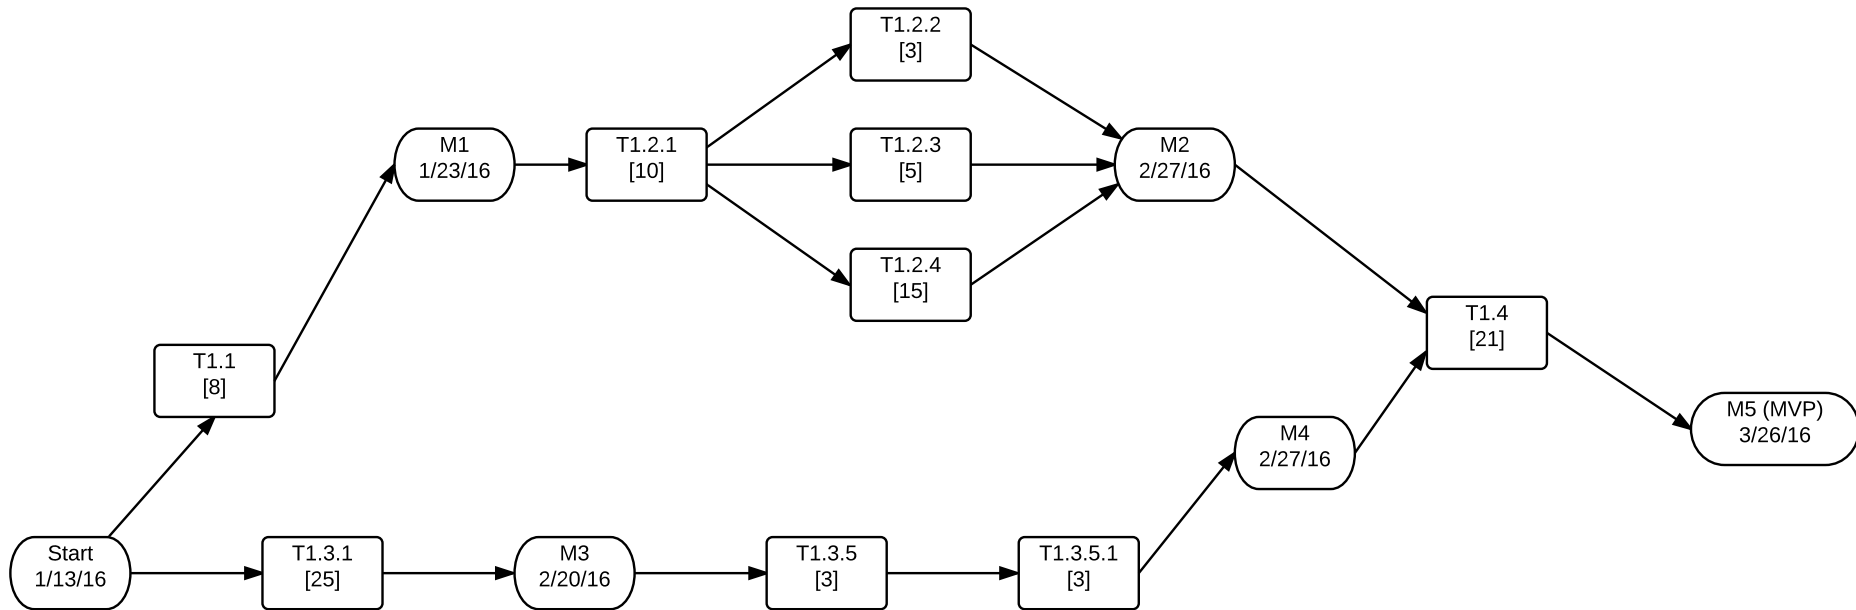 T1.2.2
[3]
M1
1/23/16
T1.2.1
[10]
T1.2.3
[5]
M2
2/27/16
T1.2.4
[15]
T1.4
[21]
T1.1
[8]
M5 (MVP)
3/26/16
M4
2/27/16
Start
1/13/16
T1.3.1
[25]
M3
2/20/16
T1.3.5
[3]
T1.3.5.1
[3]